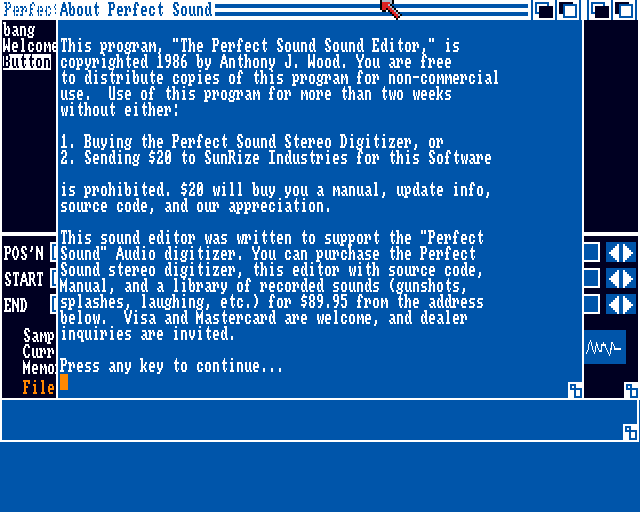 Perfect About Perfect Sound
bang
Welcome
Button
This program, "The Perfect Sound Sound Editor," is
copyrighted 1986 by Anthony J. Wood. You are free
to distribute copies of this program for non-commercial
use.  Use of this program for more than two weeks
without either:
1. Buying the Perfect Sound Stereo Digitizer, or
2. Sending $20 to SunRize Industries for this Software
is prohibited. $20 will buy you a manual, update info,
source code, and our appreciation.
This sound editor was written to support the "Perfect
Sound" Audio digitizer. You can purchase the Perfect
Sound stereo digitizer, this editor with source code,
Manual, and a library of recorded sounds (gunshots,
splashes, laughing, etc.) for $89.95 from the address
below.  Visa and Mastercard are welcome, and dealer
inquiries are invited.
Press any key to continue...
POS'N
START
END
Samp
Curr
Memo
File